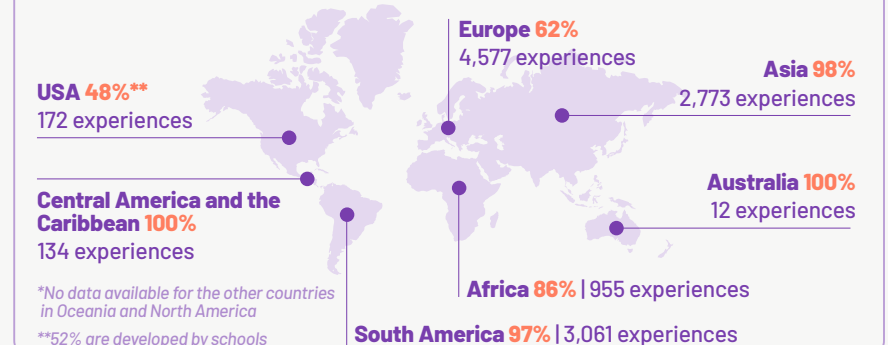 Europe 62%
4,577 experiences
Asia 98%
2,773 experiences
USA 48%**
172 experiences
Central America and the
Caribbean 100%
134 experiences
Australia 100%
12 experiences
Africa 86% | 955 experiences
South America 97% | 3,061 experiences
*No data available for the other countries
in Oceania and North America
**52% are developed by schools